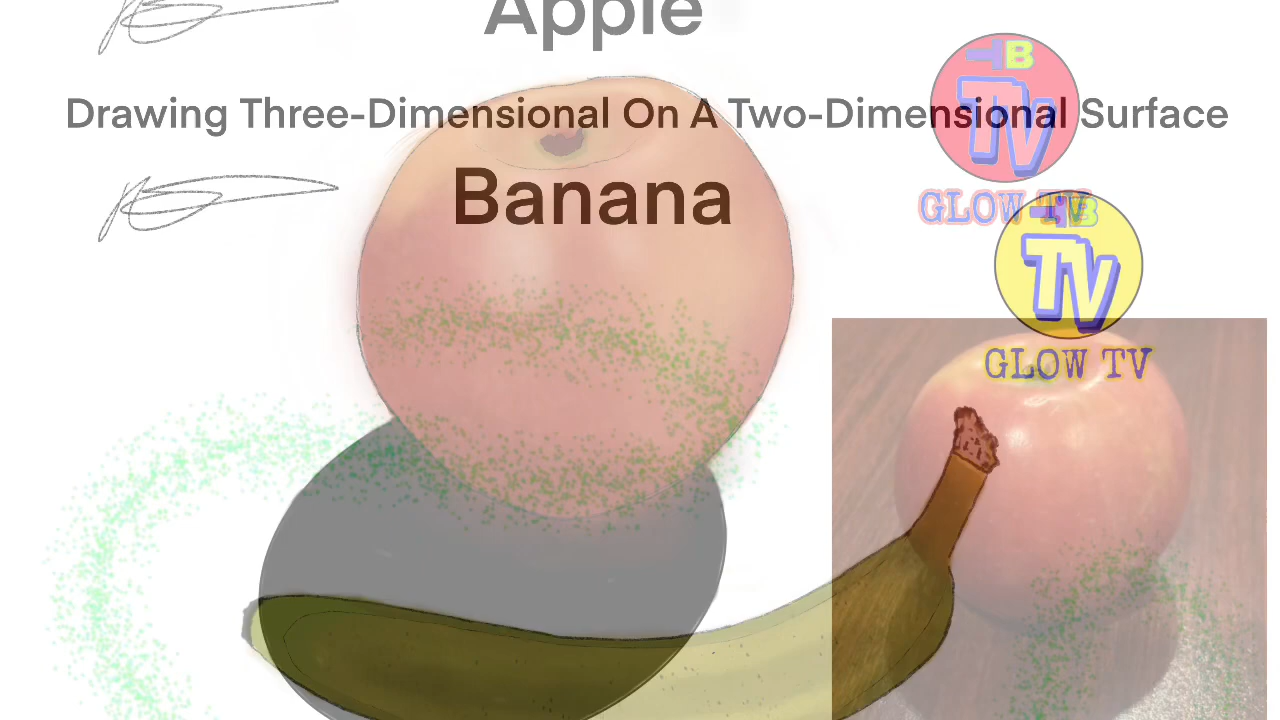 Apple
B
TV
Drawing Three-Dimensional On A Two-Dimensional Surface
Banana
GLOW TV
B
TV
GLOW TV